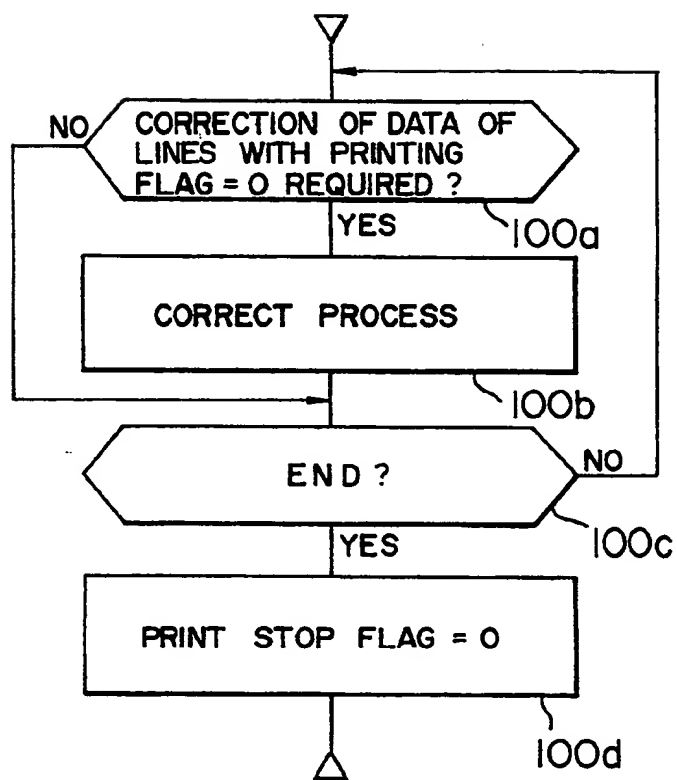 NO
CORRECTION OF DATA OF
LINES WITH PRINTING
FLAG = 0 REQUIRED ?
YES
100a
CORRECT PROCESS
100b
END ?
NO
YES
100c
PRINT STOP FLAG = 0
100d